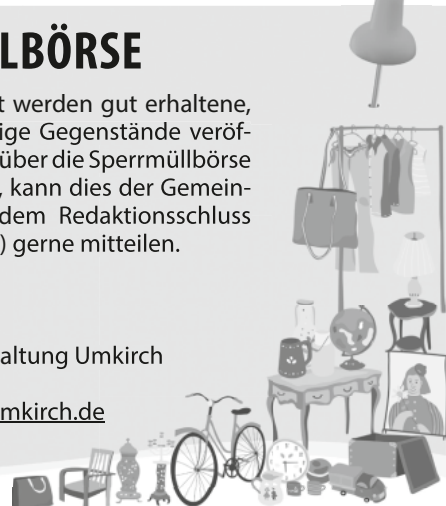 LBÖRSE
t werden gut erhaltene,
ige Gegenstände veröf-
über die Sperrmüllbörse
, kann dies der Gemein-
dem Redaktionsschluss
) gerne mitteilen.
altung Umkirch
mkirch.de